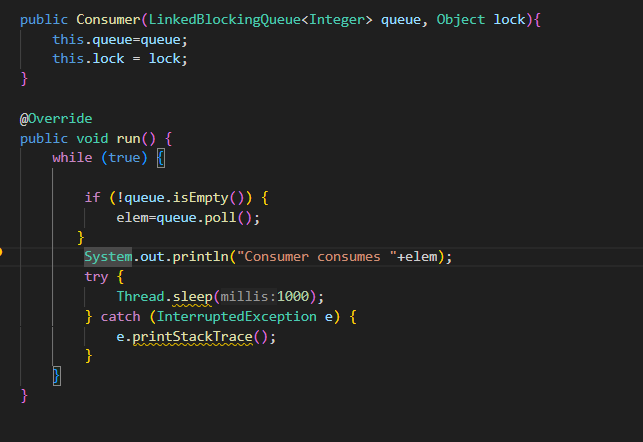 public Consumer(LinkedBlockingQueue<Integer> queue, Object lock){
this.queue=queue;
this.lock = lock;
}
@Override
public void run() {
while (true) {
if (!queue.isEmpty()) {
elem=queue.poll();
}
System.out.println("Consumer consumes "+elem);
try {
Thread.sleep(millis:1000);
} catch (InterruptedException e) {
e.printStackTrace();
}
}
}